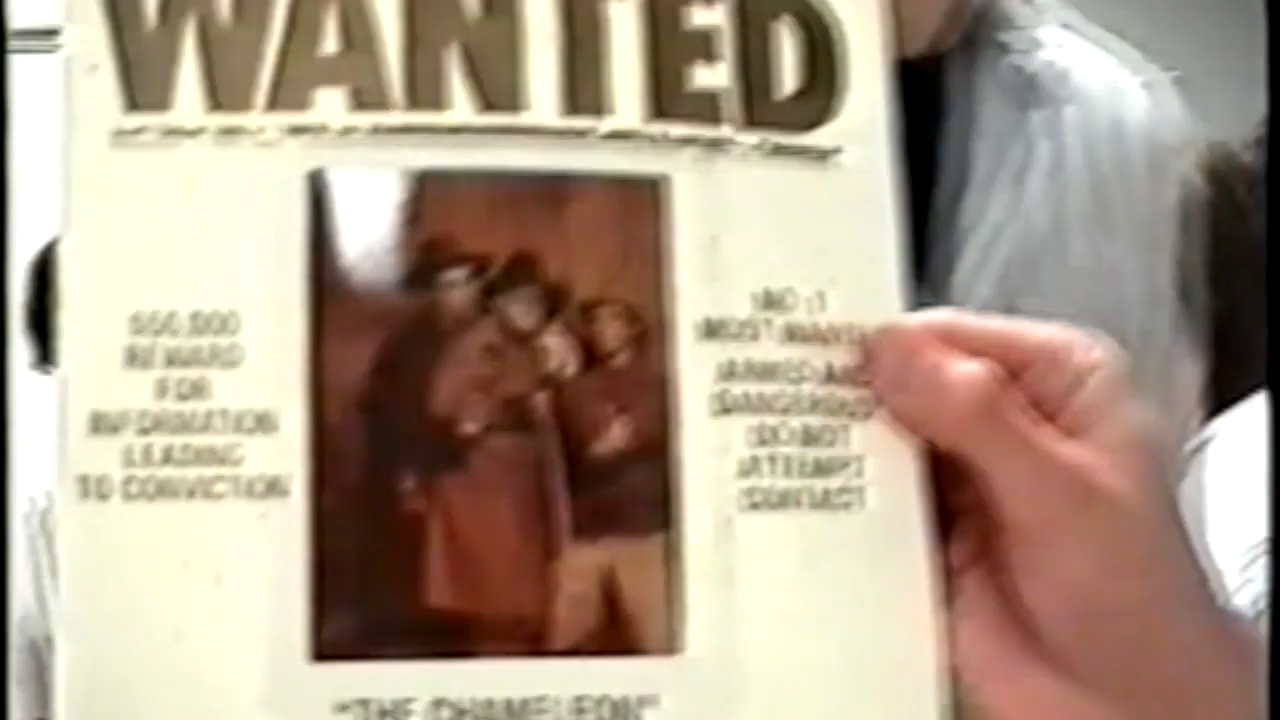 WANTED
$50,000
REWARD
FOR
INFORMATION
LEADING
TO CONVICTION
NO. 1
MOST WANTED
ARMED AND
DANGEROUS
DO NOT
ATTEMPT
CONTACT
"THE CHAMELEON"